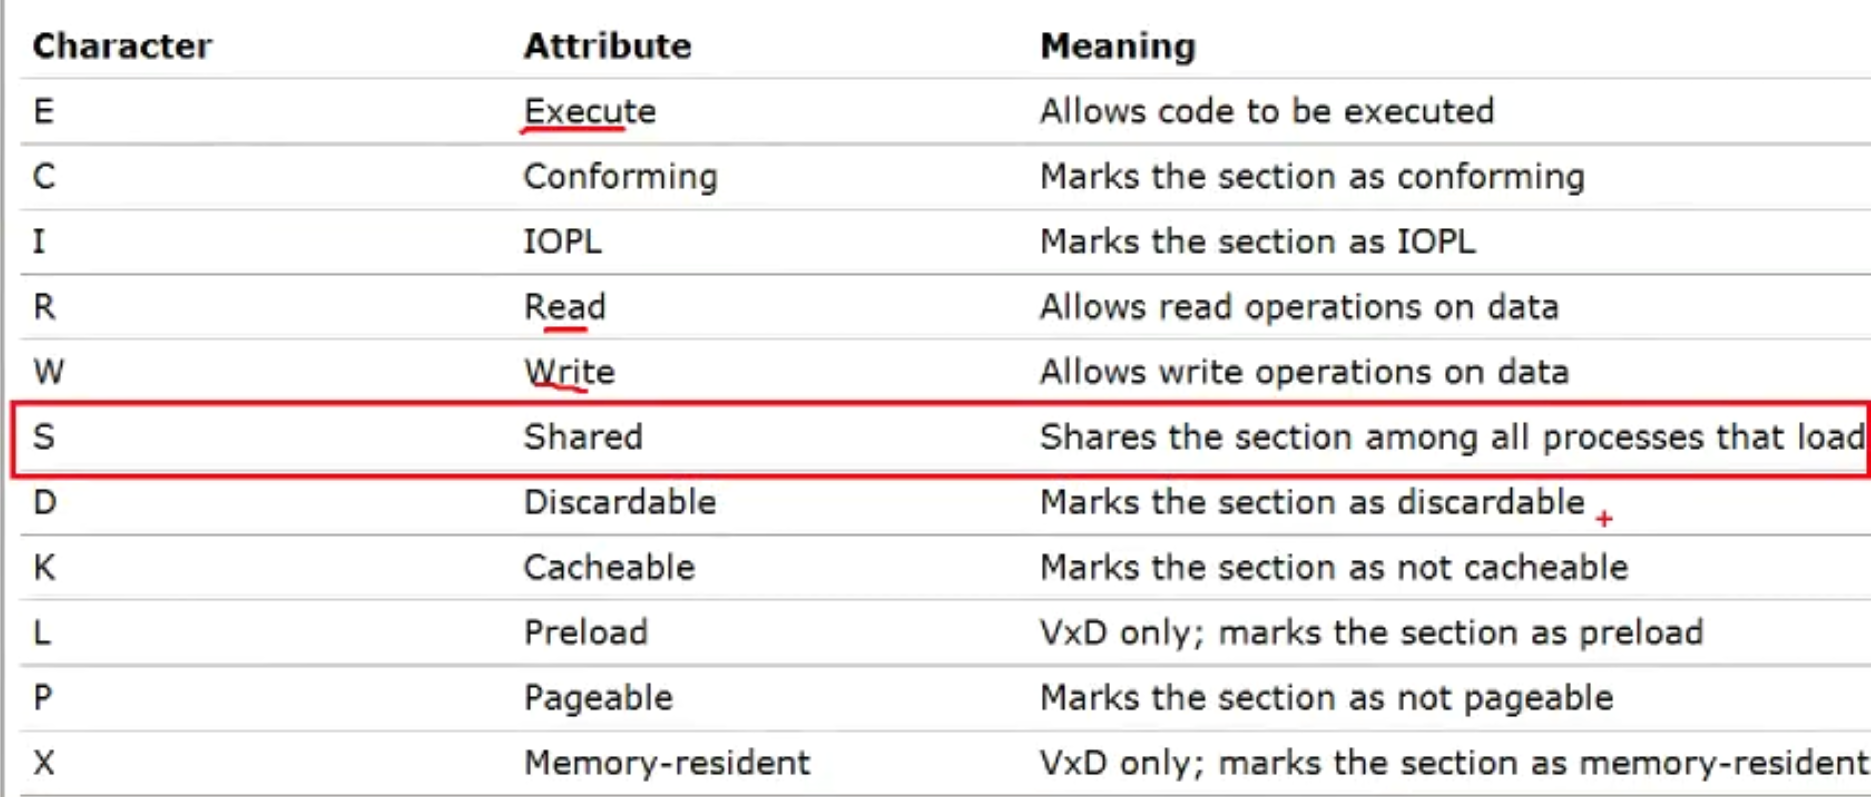 Character Attribute Meaning
E Execute Allows code to be executed
C Conforming Marks the section as conforming
I IOPL Marks the section as IOPL
R Read Allows read operations on data
W Write Allows write operations on data
S Shared Shares the section among all processes that load
D Discardable Marks the section as discardable
K Cacheable Marks the section as not cacheable
L Preload VxD only; marks the section as preload
P Pageable Marks the section as not pageable
X Memory-resident VxD only; marks the section as memory-resident